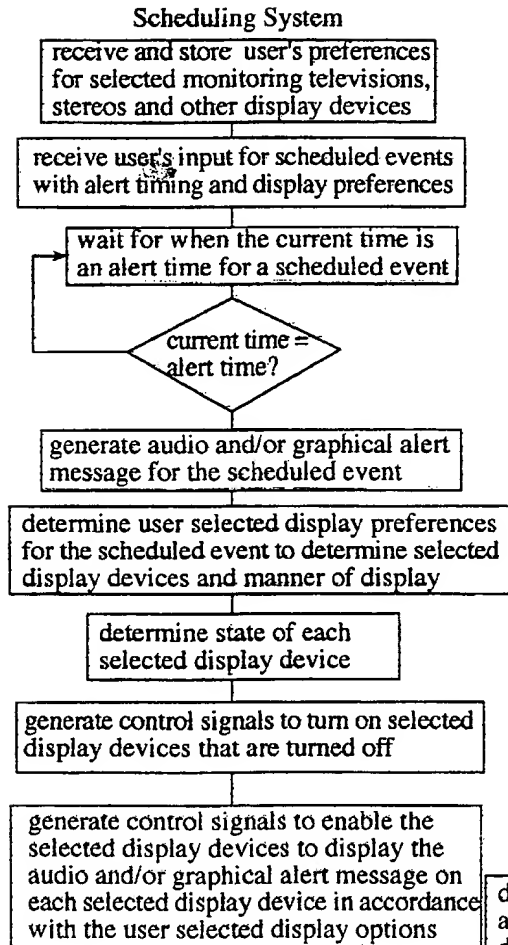 Scheduling System
receive and store user's preferences
for selected monitoring televisions,
stereos and other display devices
receive user's input for scheduled events
with alert timing and display preferences
wait for when the current time is
an alert time for a scheduled event
current time =
alert time?
generate audio and/or graphical alert
message for the scheduled event
determine user selected display preferences
for the scheduled event to determine selected
display devices and manner of display
determine state of each
selected display device
generate control signals to turn on selected
display devices that are turned off
generate control signals to enable the
selected display devices to display the
audio and/or graphical alert message on
each selected display device in accordance
with the user selected display options